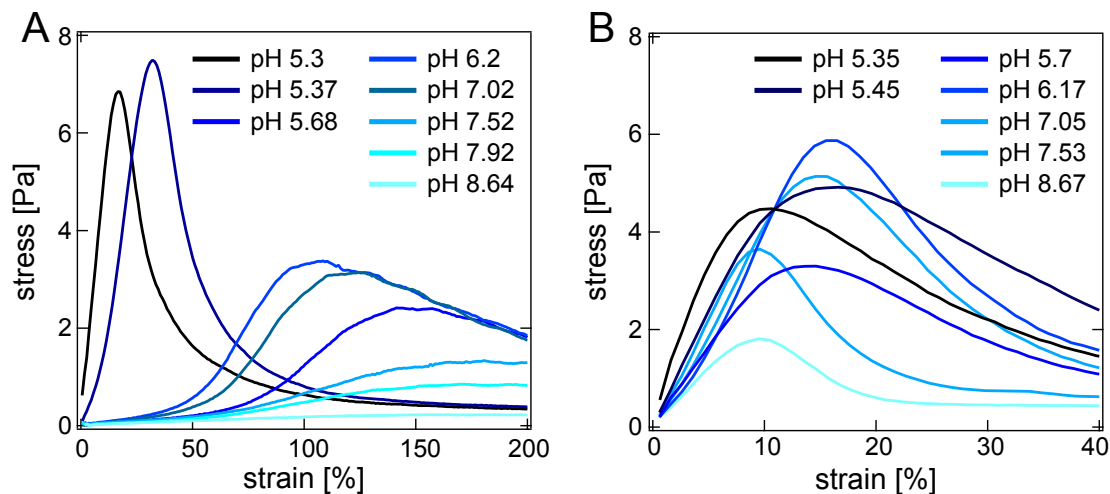 A
stress [Pa]
8
6
4
2
0
0 50 100 150 200
strain [%]
pH 5.3
pH 5.37
pH 5.68
pH 6.2
pH 7.02
pH 7.52
pH 7.92
pH 8.64
B
stress [Pa]
8
6
4
2
0
0 10 20 30 40
strain [%]
pH 5.35
pH 5.45
pH 5.7
pH 6.17
pH 7.05
pH 7.53
pH 8.67